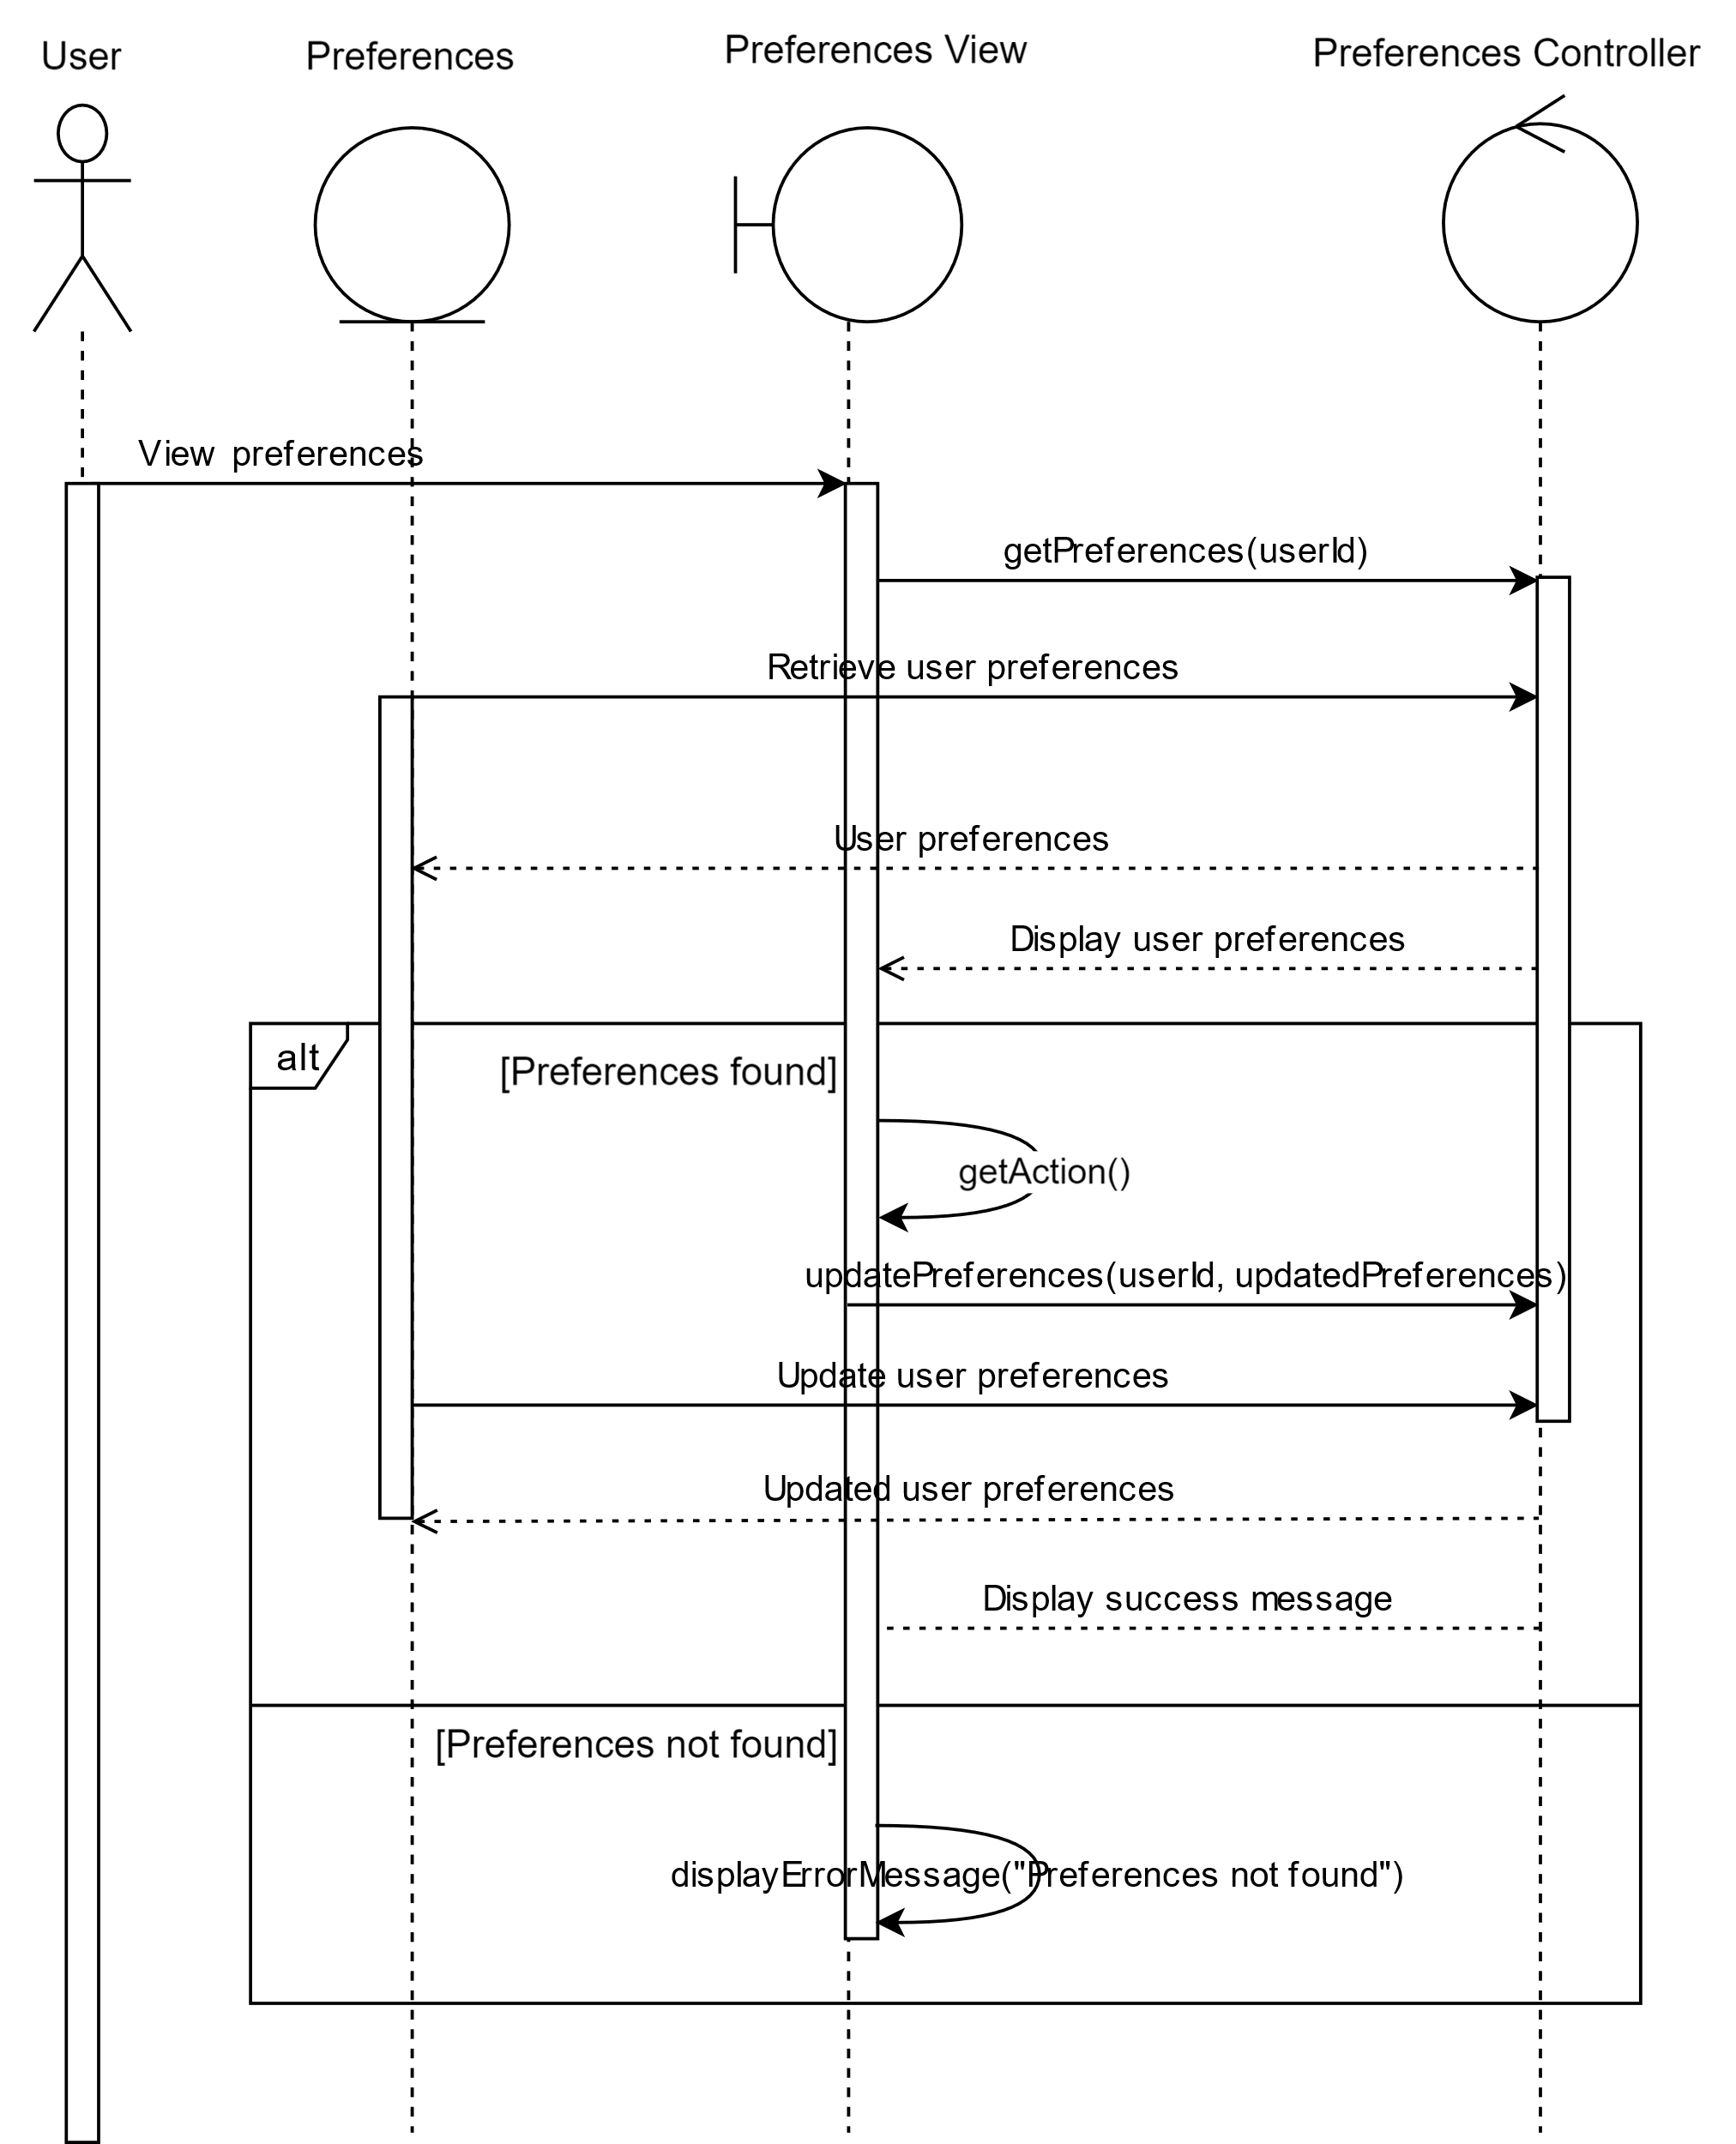 User
Preferences
Preferences View
Preferences Controller
View preferences
getPreferences(userId)
Retrieve user preferences
User preferences
Display user preferences
alt
[Preferences found]
getAction()
updatePreferences(userId, updatedPreferences)
Update user preferences
Updated user preferences
Display success message
[Preferences not found]
displayErrorMessage("Preferences not found")